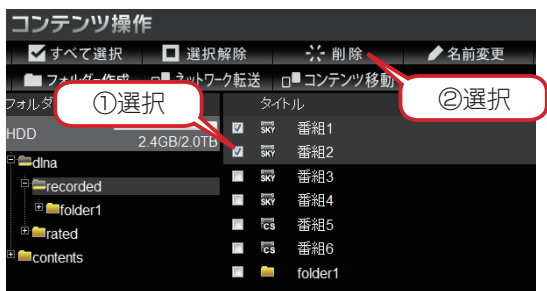 コンテンツ操作
すべて選択 選択解除 削除 名前変更
フォルダー作成 ネットワーク転送 コンテンツ移動
①選択
②選択
フォルダ タイトル
HDD 2.4GB/2.0TB
SKY 番組1
SKY 番組2
dlna
SKY 番組3
recorded
SKY 番組4
folder1
CS 番組5
rated
CS 番組6
contents
folder1